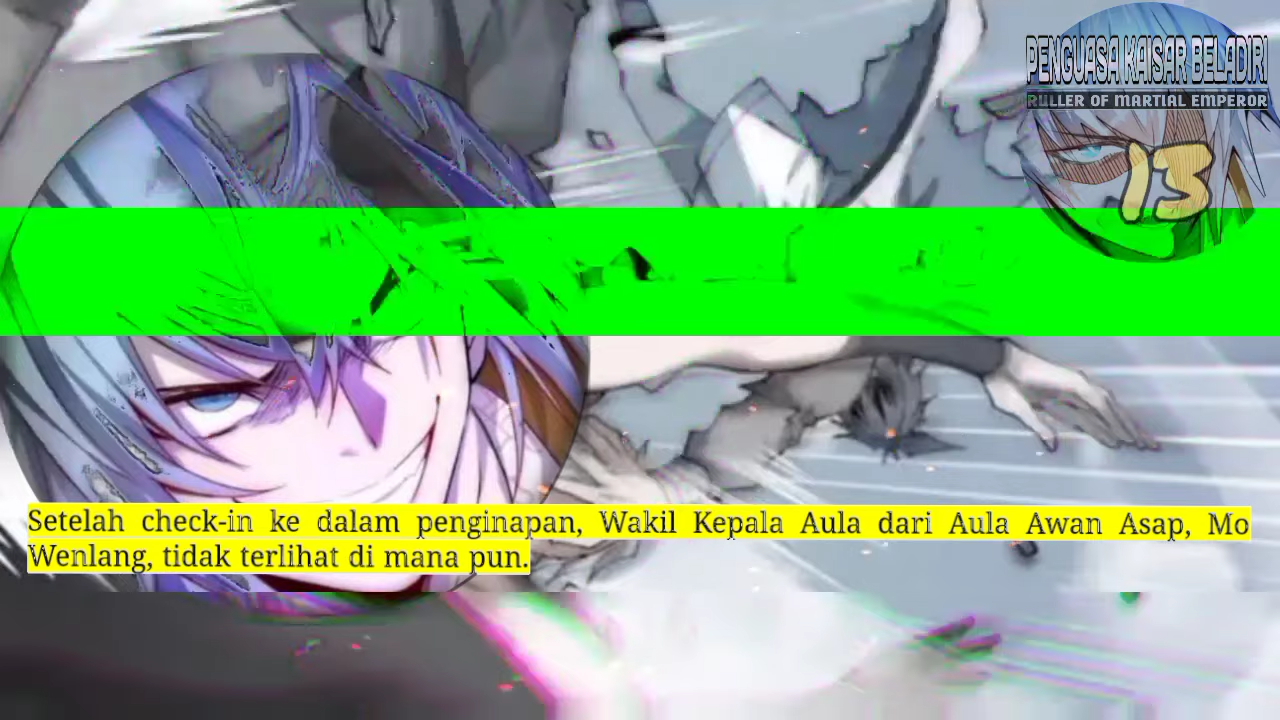 PENGUASA KAISAR BELADIRI
RULLER OF MARTIAL EMPEROR
13
Setelah check-in ke dalam penginapan, Wakil Kepala Aula dari Aula Awan Asap, Mo
Wenlang, tidak terlihat di mana pun.